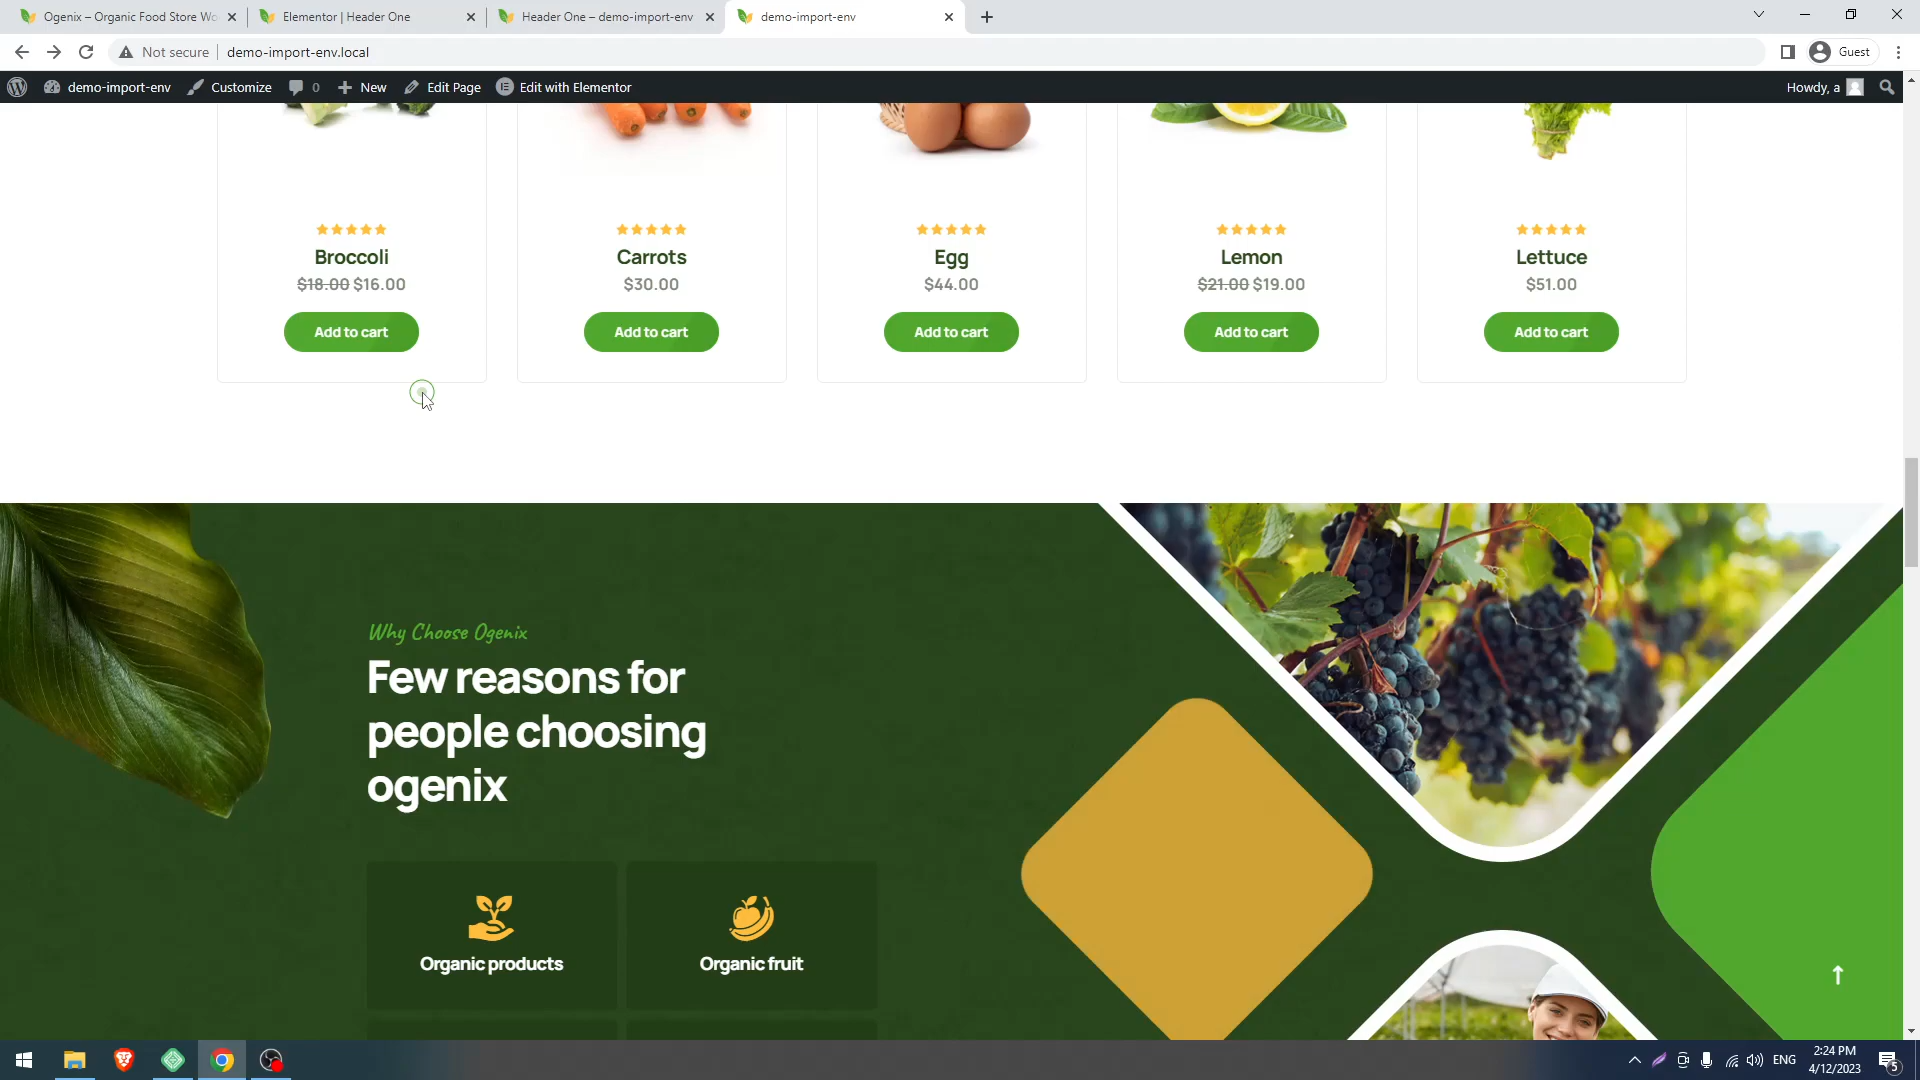 Ogenix – Organic Food Store Wo
Elementor | Header One
Header One – demo-import-env
demo-import-env
Not secure
demo-import-env.local
Guest
demo-import-env
Customize
0
New
Edit Page
Edit with Elementor
Howdy, a
Broccoli
$18.00 $16.00
Add to cart
Carrots
$30.00
Add to cart
Egg
$44.00
Add to cart
Lemon
$21.00 $19.00
Add to cart
Lettuce
$51.00
Add to cart
Why Choose Ogenix
Few reasons for
people choosing
ogenix
Organic products
Organic fruit
ENG
2:24 PM
4/12/2023
5